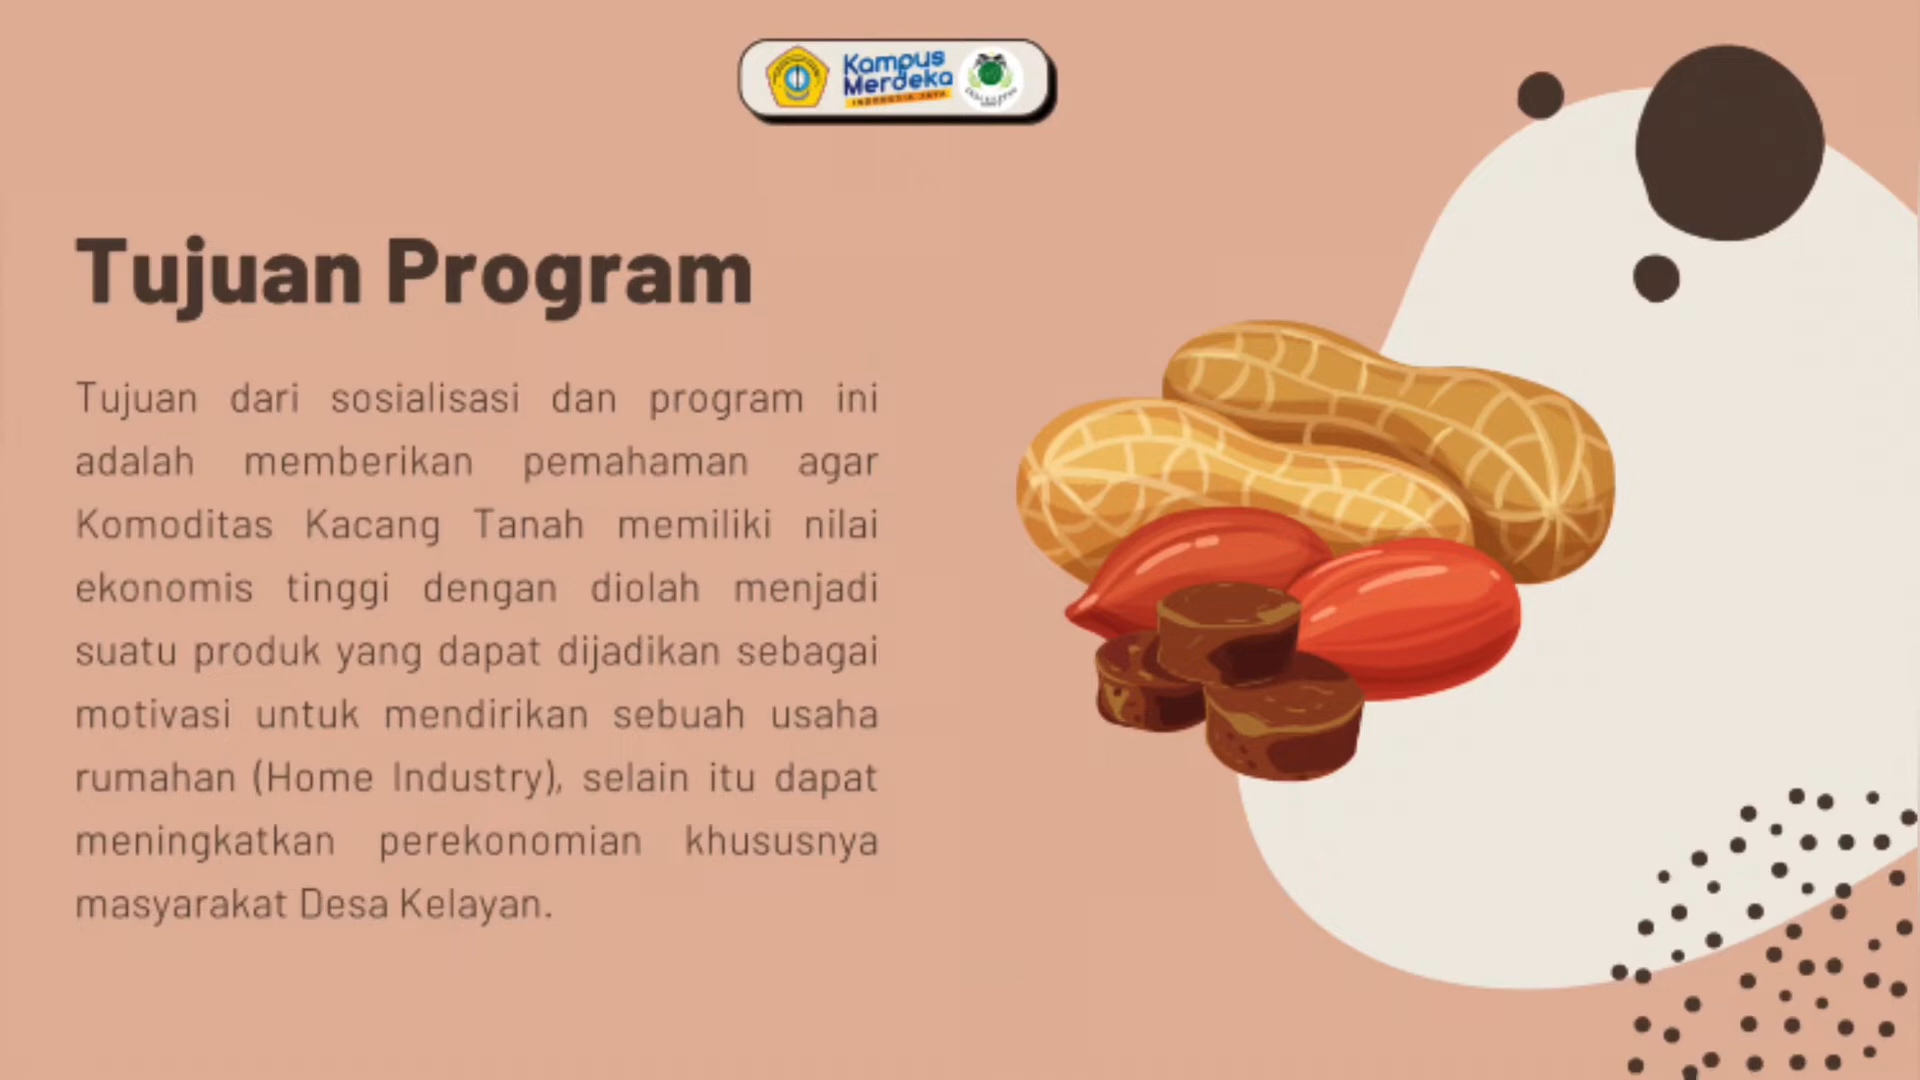 Kampus
Merdeka
INDONESIA JAYA
Tujuan Program
Tujuan dari sosialisasi dan program ini
adalah memberikan pemahaman agar
Komoditas Kacang Tanah memiliki nilai
ekonomis tinggi dengan diolah menjadi
suatu produk yang dapat dijadikan sebagai
motivasi untuk mendirikan sebuah usaha
rumahan (Home Industry), selain itu dapat
meningkatkan perekonomian khususnya
masyarakat Desa Kelayan.